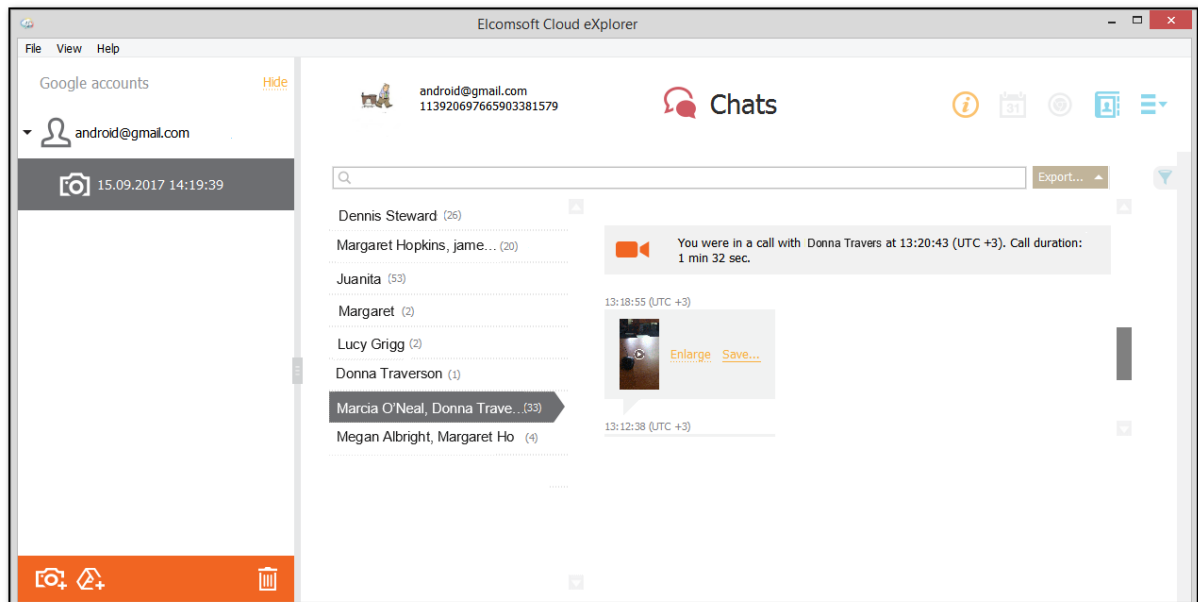 Elcomsoft Cloud eXplorer
File View Help
Google accounts
Hide
android@gmail.com
15.09.2017 14:19:39
android@gmail.com
113920697665903381579
Chats
31
Export...
Dennis Steward (26)
Margaret Hopkins, jame... (20)
Juanita (53)
Margaret (2)
Lucy Grigg (2)
Donna Traverson (1)
Marcia O'Neal, Donna Trave...(33)
Megan Albright, Margaret Ho (4)
You were in a call with Donna Travers at 13:20:43 (UTC +3). Call duration:
1 min 32 sec.
13:18:55 (UTC +3)
Enlarge Save...
13:12:38 (UTC +3)